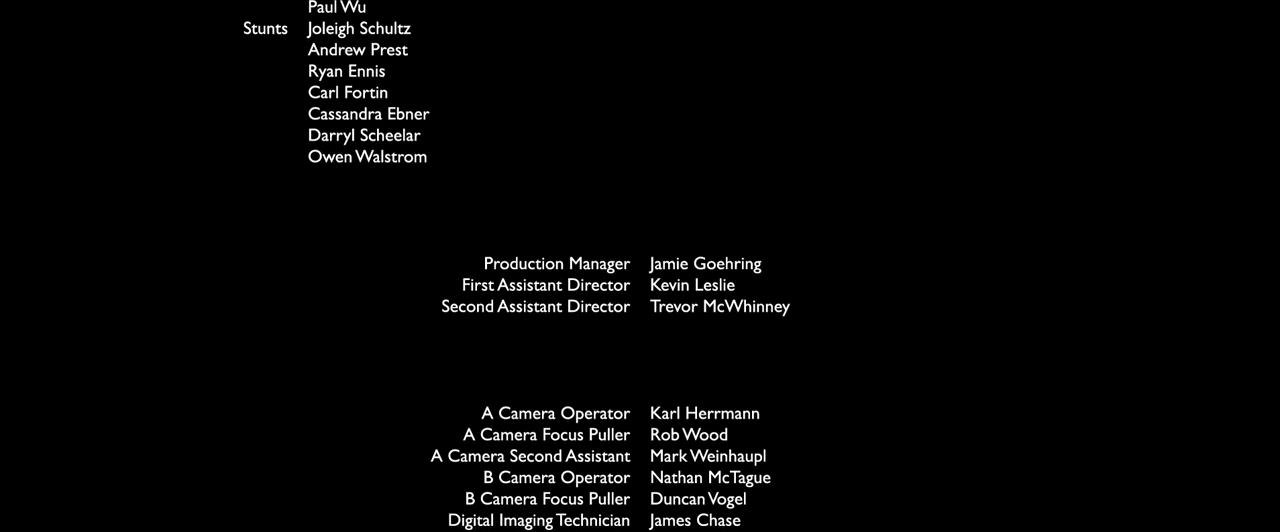 Paul Wu
Stunts Joleigh Schultz
Andrew Prest
Ryan Ennis
Carl Fortin
Cassandra Ebner
Darryl Scheelar
Owen Walstrom
Production Manager Jamie Goehring
First Assistant Director Kevin Leslie
Second Assistant Director Trevor McWhinney
A Camera Operator Karl Herrmann
A Camera Focus Puller Rob Wood
A Camera Second Assistant Mark Weinhaupl
B Camera Operator Nathan McTague
B Camera Focus Puller Duncan Vogel
Digital Imaging Technician James Chase